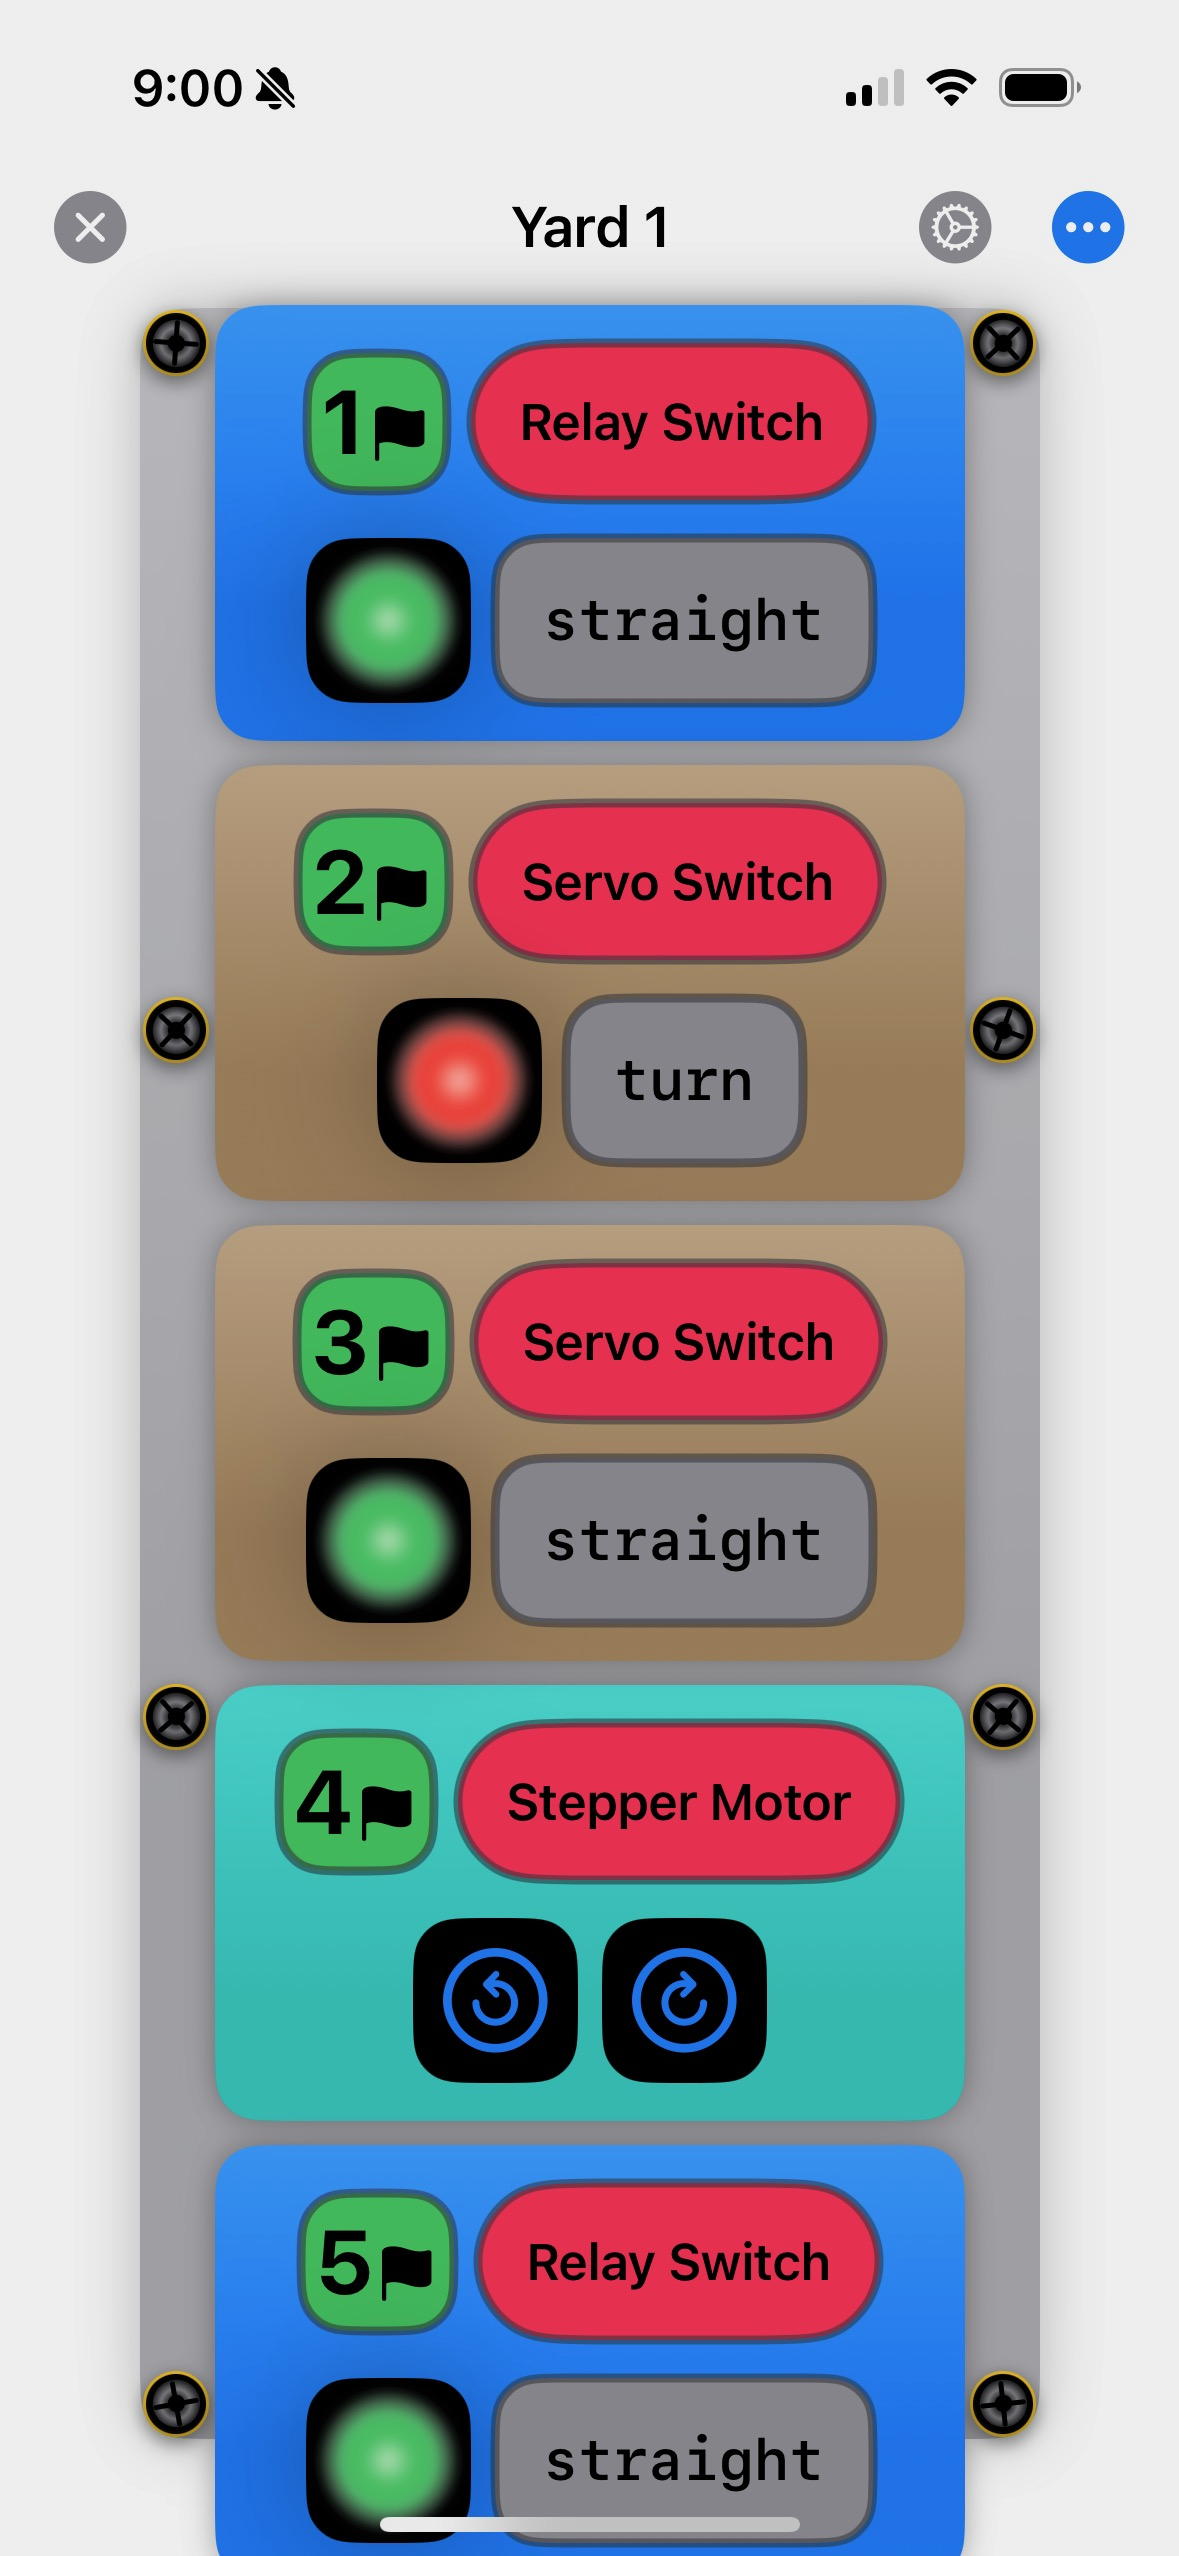 9:00
Yard 1
1 Relay Switch
straight
2 Servo Switch
turn
3 Servo Switch
straight
4 Stepper Motor
5 Relay Switch
straight